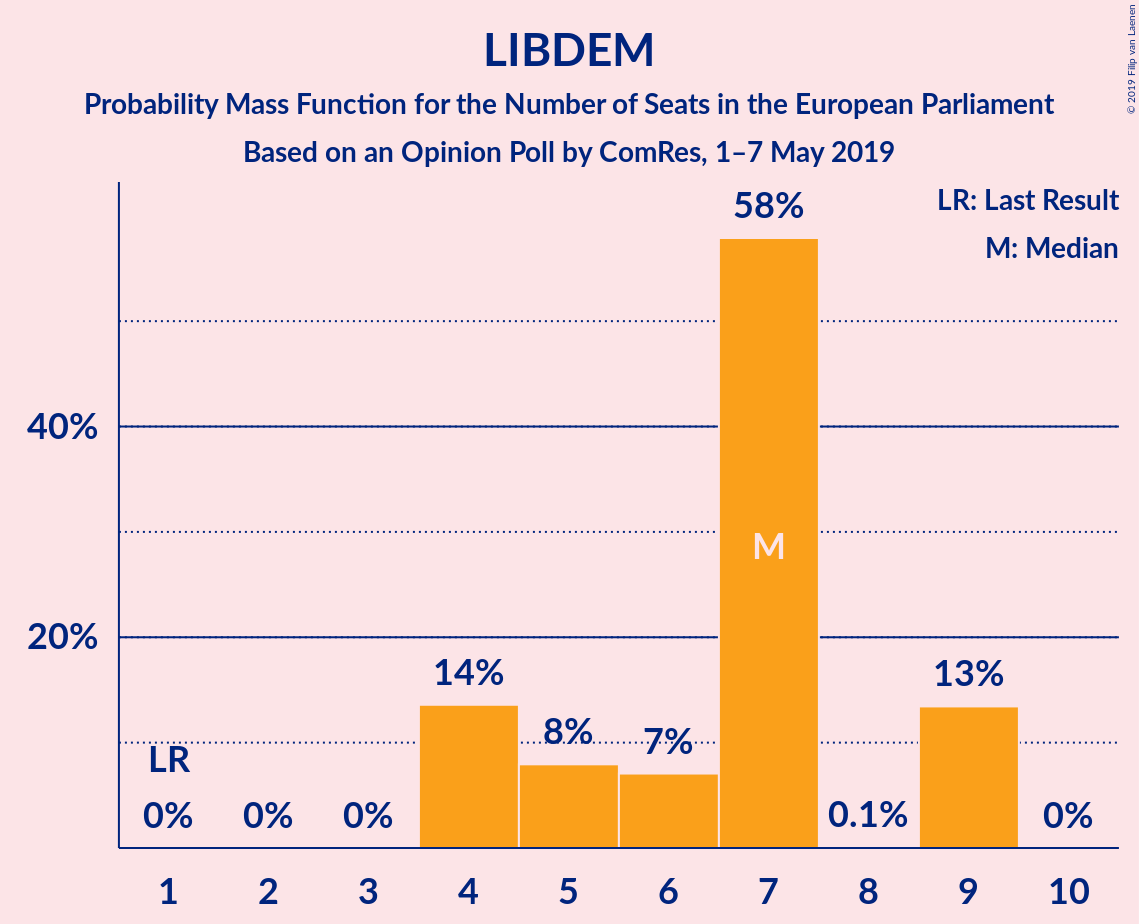 LIBDEM
Probability Mass Function for the Number of Seats in the European Parliament
Based on an Opinion Poll by ComRes, 1–7 May 2019
© 2019 Filip van Laenen
LR: Last Result
M: Median
58%
40%
M
20%
14%
13%
8%
7%
LR
0%
0%
0%
0.1%
0%
1 2 3 4 5 6 7 8 9 10